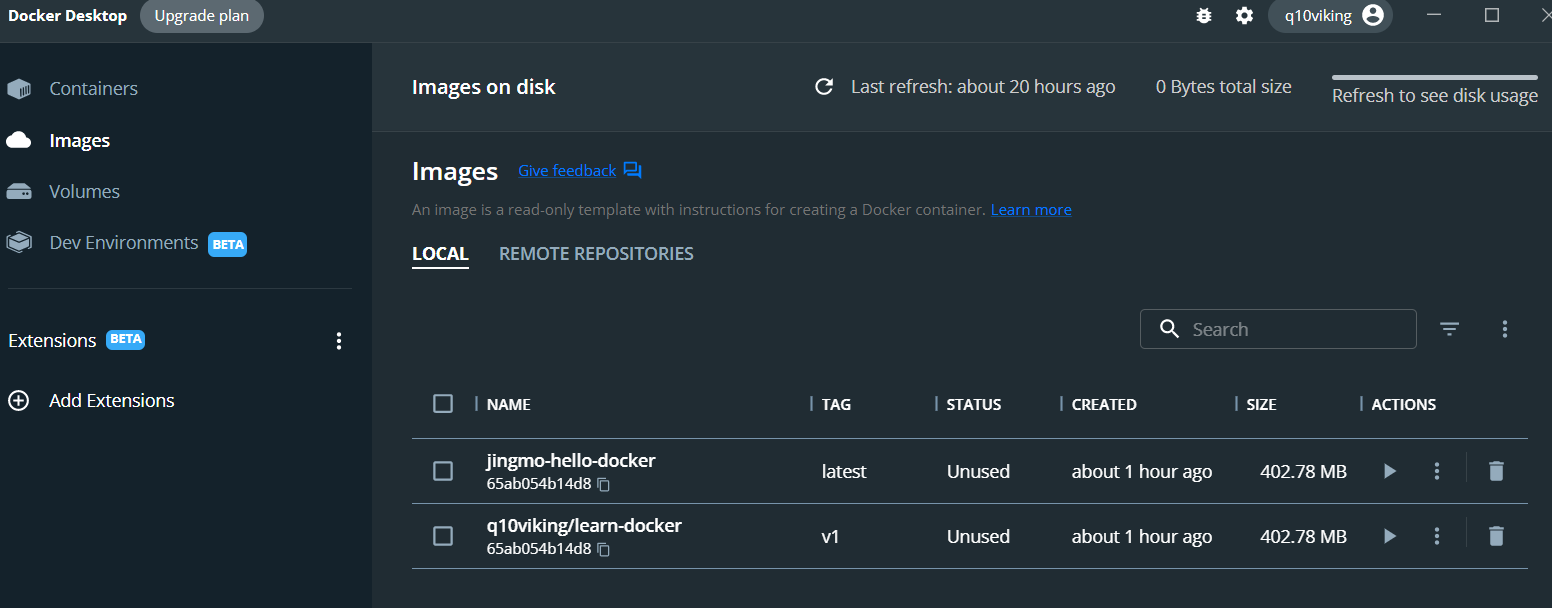 Docker Desktop Upgrade plan q10viking
Containers
Images
Volumes
Dev Environments BETA
Extensions BETA
Add Extensions
Images on disk Last refresh: about 20 hours ago 0 Bytes total size Refresh to see disk usage
Images Give feedback
An image is a read-only template with instructions for creating a Docker container. Learn more
LOCAL REMOTE REPOSITORIES
Search
NAME TAG STATUS CREATED SIZE ACTIONS
jingmo-hello-docker latest Unused about 1 hour ago 402.78 MB
65ab054b14d8
q10viking/learn-docker v1 Unused about 1 hour ago 402.78 MB
65ab054b14d8